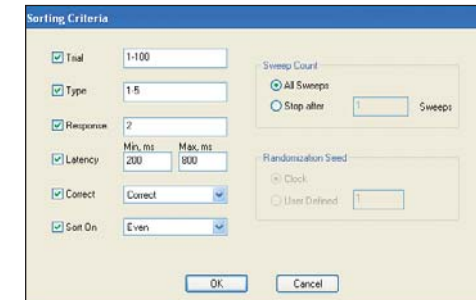 Sorting Criteria
Trial
1-100
Type
1-5
Response
2
Min, ms
Max, ms
Latency
200
800
Correct
Correct
Sort On
Even
Sweep Count
All Sweeps
Stop after
1
Sweeps
Randomization Seed
Clock
User Defined
1
OK
Cancel